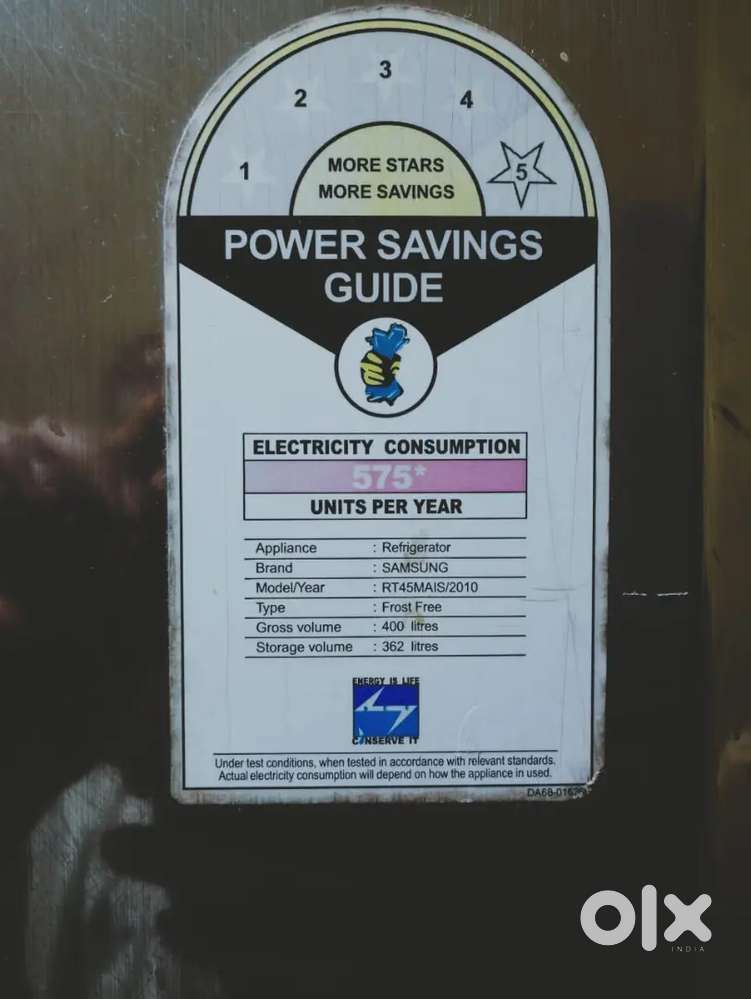 1 2 3 4 5
MORE STARS
MORE SAVINGS
POWER SAVINGS
GUIDE
ELECTRICITY CONSUMPTION
575*
UNITS PER YEAR
Appliance : Refrigerator
Brand : SAMSUNG
Model/Year : RT45MAIS/2010
Type : Frost Free
Gross volume : 400 litres
Storage volume : 362 litres
ENERGY IS LIFE
CONSERVE IT
Under test conditions, when tested in accordance with relevant standards.
Actual electricity consumption will depend on how the appliance in used.
olx
INDIA